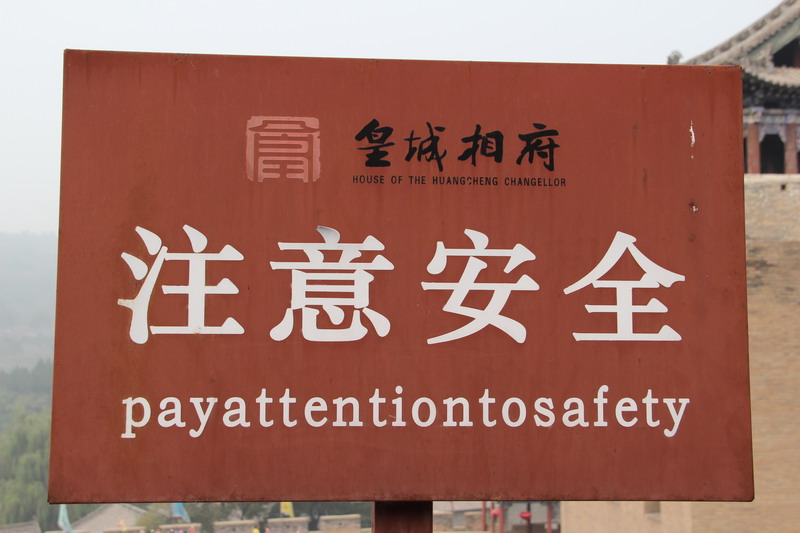 皇城相府
HOUSE OF THE HUANGCHENG CHANGELLOR
注意安全
payattentiontosafety